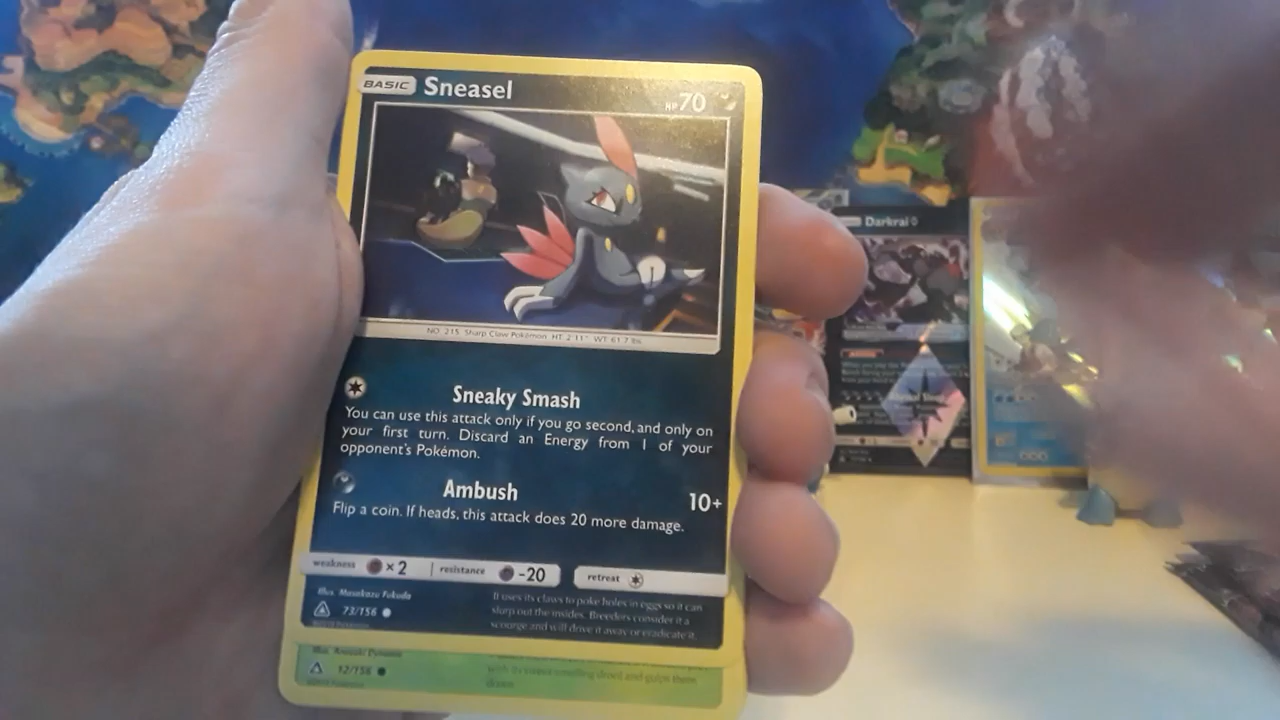 BASIC Sneasel HP 70
NO. 215 Sharp Claw Pokémon HT: 2'11" WT: 61.7 lbs
Sneaky Smash
You can use this attack only if you go second, and only on
your first turn. Discard an Energy from 1 of your
opponent's Pokémon.
Ambush 10+
Flip a coin. If heads, this attack does 20 more damage.
weakness ×2 resistance -20 retreat
Illus. Masakazu Fukuda
73/156
It uses its claws to poke holes in eggs so it can
slurp out the insides. Breeders consider it a
scourge and will drive it away or eradicate it.
12/156
and gulps them
down.
Darkrai